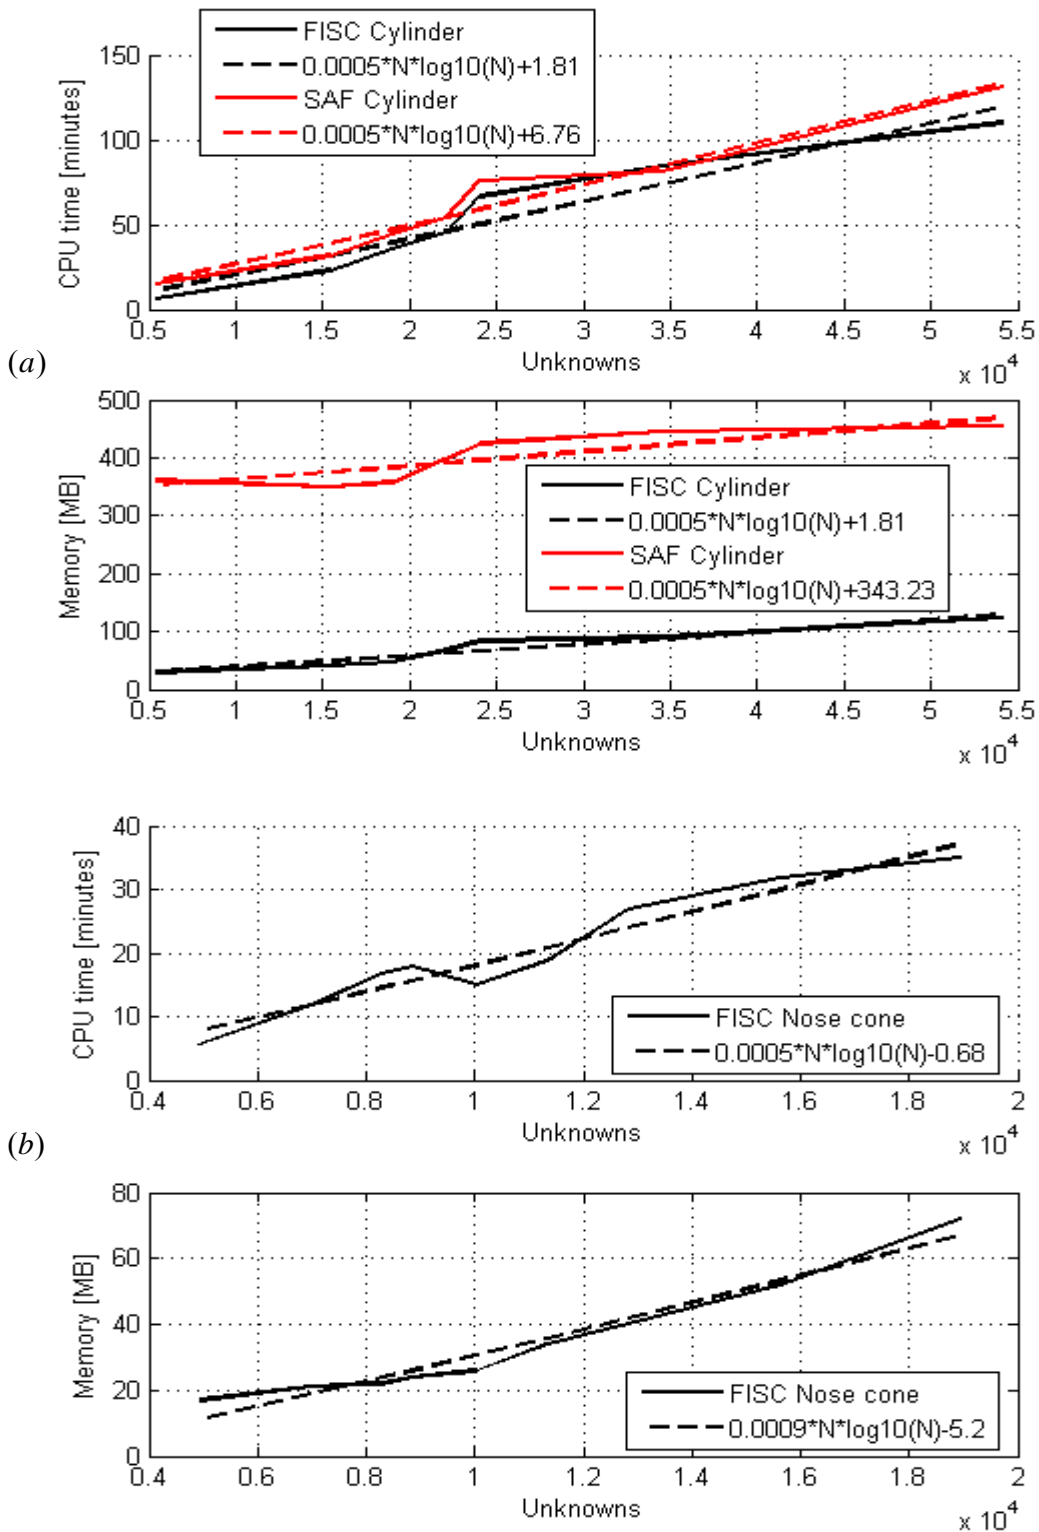 FISC Cylinder
0.0005*N*log10(N)+1.81
SAF Cylinder
0.0005*N*log10(N)+6.76
150
100
50
0
CPU time [minutes]
0.5 1 1.5 2 2.5 3 3.5 4 4.5 5 5.5
Unknowns
x 10^4
(a)
500
400
300
200
100
0
Memory [MB]
FISC Cylinder
0.0005*N*log10(N)+1.81
SAF Cylinder
0.0005*N*log10(N)+343.23
0.5 1 1.5 2 2.5 3 3.5 4 4.5 5 5.5
Unknowns
x 10^4
40
30
20
10
0
CPU time [minutes]
FISC Nose cone
0.0005*N*log10(N)-0.68
0.4 0.6 0.8 1 1.2 1.4 1.6 1.8 2
Unknowns
x 10^4
(b)
80
60
40
20
0
Memory [MB]
FISC Nose cone
0.0009*N*log10(N)-5.2
0.4 0.6 0.8 1 1.2 1.4 1.6 1.8 2
Unknowns
x 10^4